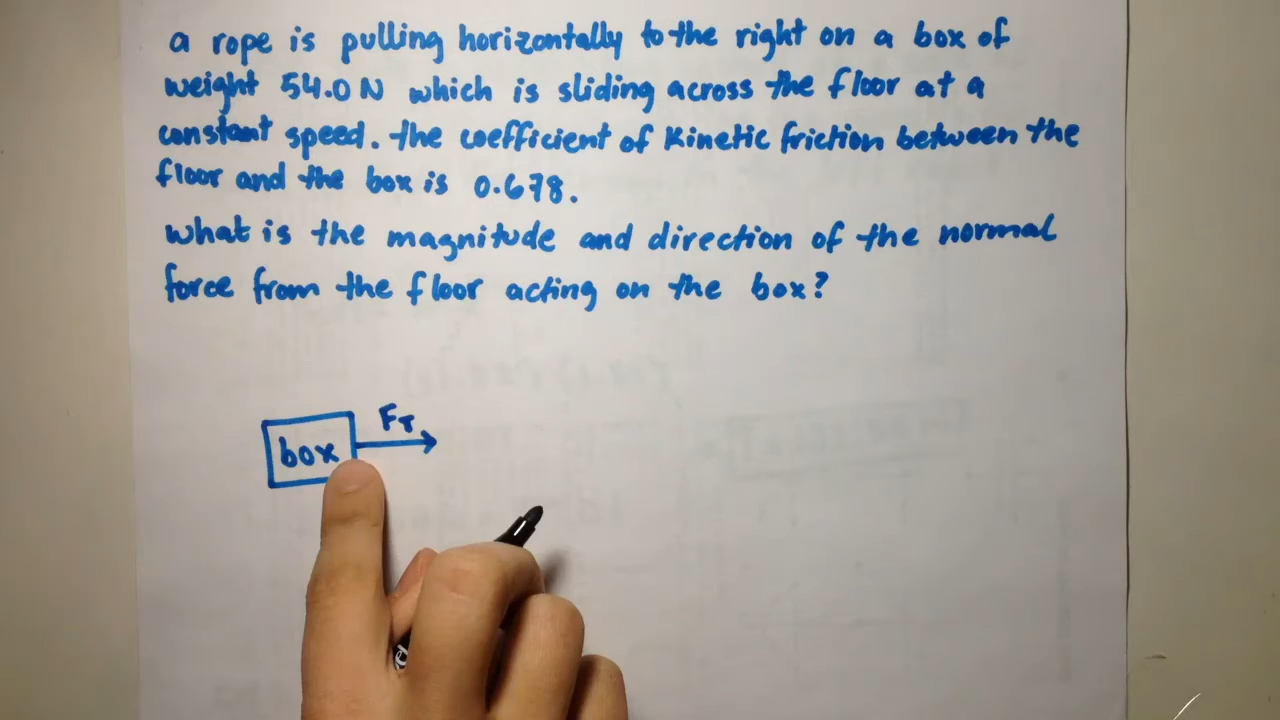 a rope is pulling horizontally to the right on a box of
weight 54.0 N which is sliding across the floor at a
constant speed. the coefficient of kinetic friction between the
floor and the box is 0.678.
what is the magnitude and direction of the normal
force from the floor acting on the box?
FT
box